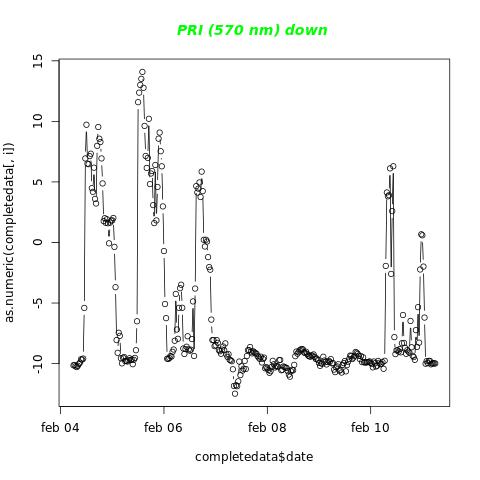 PRI (570 nm) down
as.numeric(completedata[, i])
15
10
5
0
-5
-10
feb 04
feb 06
feb 08
feb 10
completedata$date